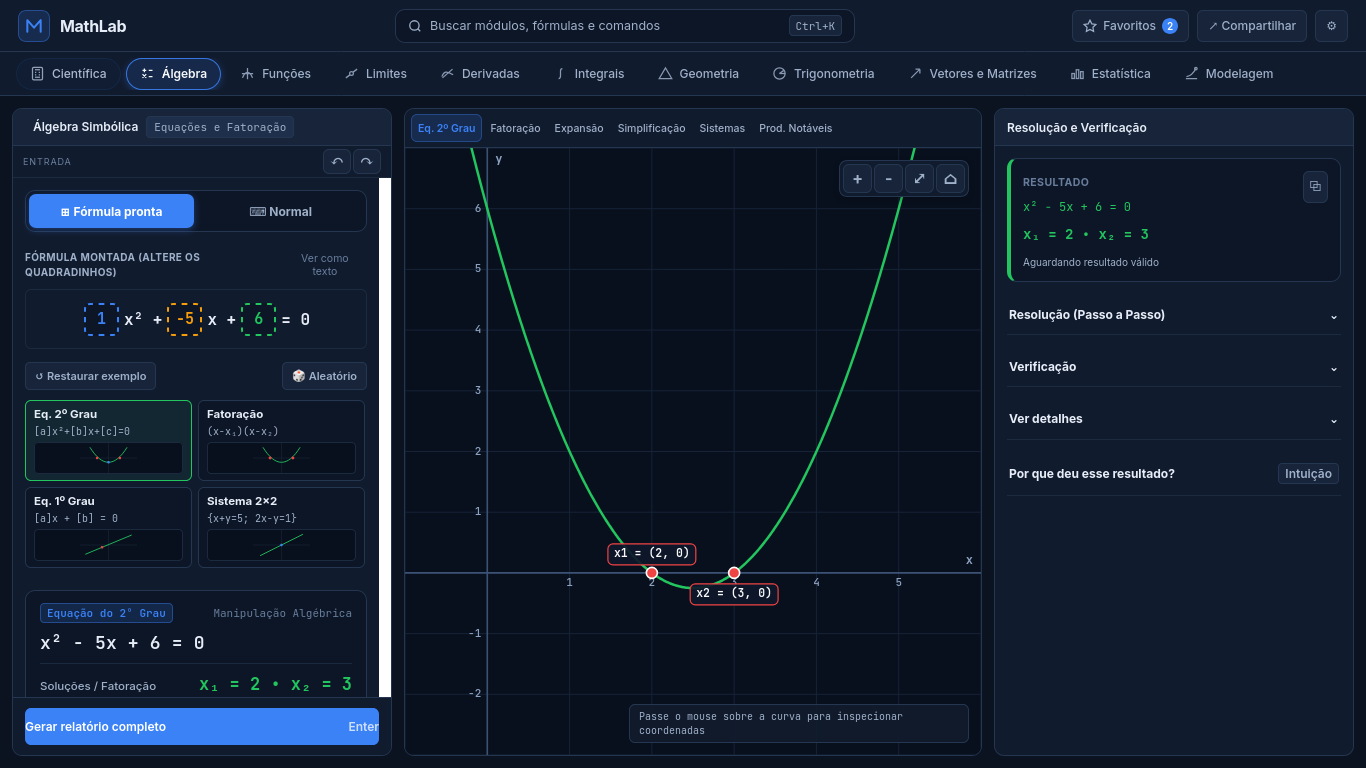 MathLab
Buscar módulos, fórmulas e comandos
Ctrl+K
Favoritos 2
Compartilhar
Científica
Álgebra
Funções
Limites
Derivadas
Integrais
Geometria
Trigonometria
Vetores e Matrizes
Estatística
Modelagem
Álgebra Simbólica
Equações e Fatoração
ENTRADA
Fórmula pronta
Normal
FÓRMULA MONTADA (ALTERE OS
QUADRADINHOS)
Ver como
texto
1 x² + -5 x + 6 = 0
↺ Restaurar exemplo
Aleatório
Eq. 2º Grau
[a]x²+[b]x+[c]=0
Fatoração
(x-x₁)(x-x₂)
Eq. 1º Grau
[a]x + [b] = 0
Sistema 2×2
{x+y=5; 2x-y=1}
Equação do 2° Grau
Manipulação Algébrica
x² - 5x + 6 = 0
Soluções / Fatoração
x₁ = 2 • x₂ = 3
Gerar relatório completo
Enter
Eq. 2º Grau
Fatoração
Expansão
Simplificação
Sistemas
Prod. Notáveis
y
+
-
6
5
4
3
2
1
x1 = (2, 0)
x
1
2
3
4
5
x2 = (3, 0)
-1
-2
Passe o mouse sobre a curva para inspecionar
coordenadas
Resolução e Verificação
RESULTADO
x² - 5x + 6 = 0
x₁ = 2 • x₂ = 3
Aguardando resultado válido
Resolução (Passo a Passo)
Verificação
Ver detalhes
Por que deu esse resultado?
Intuição